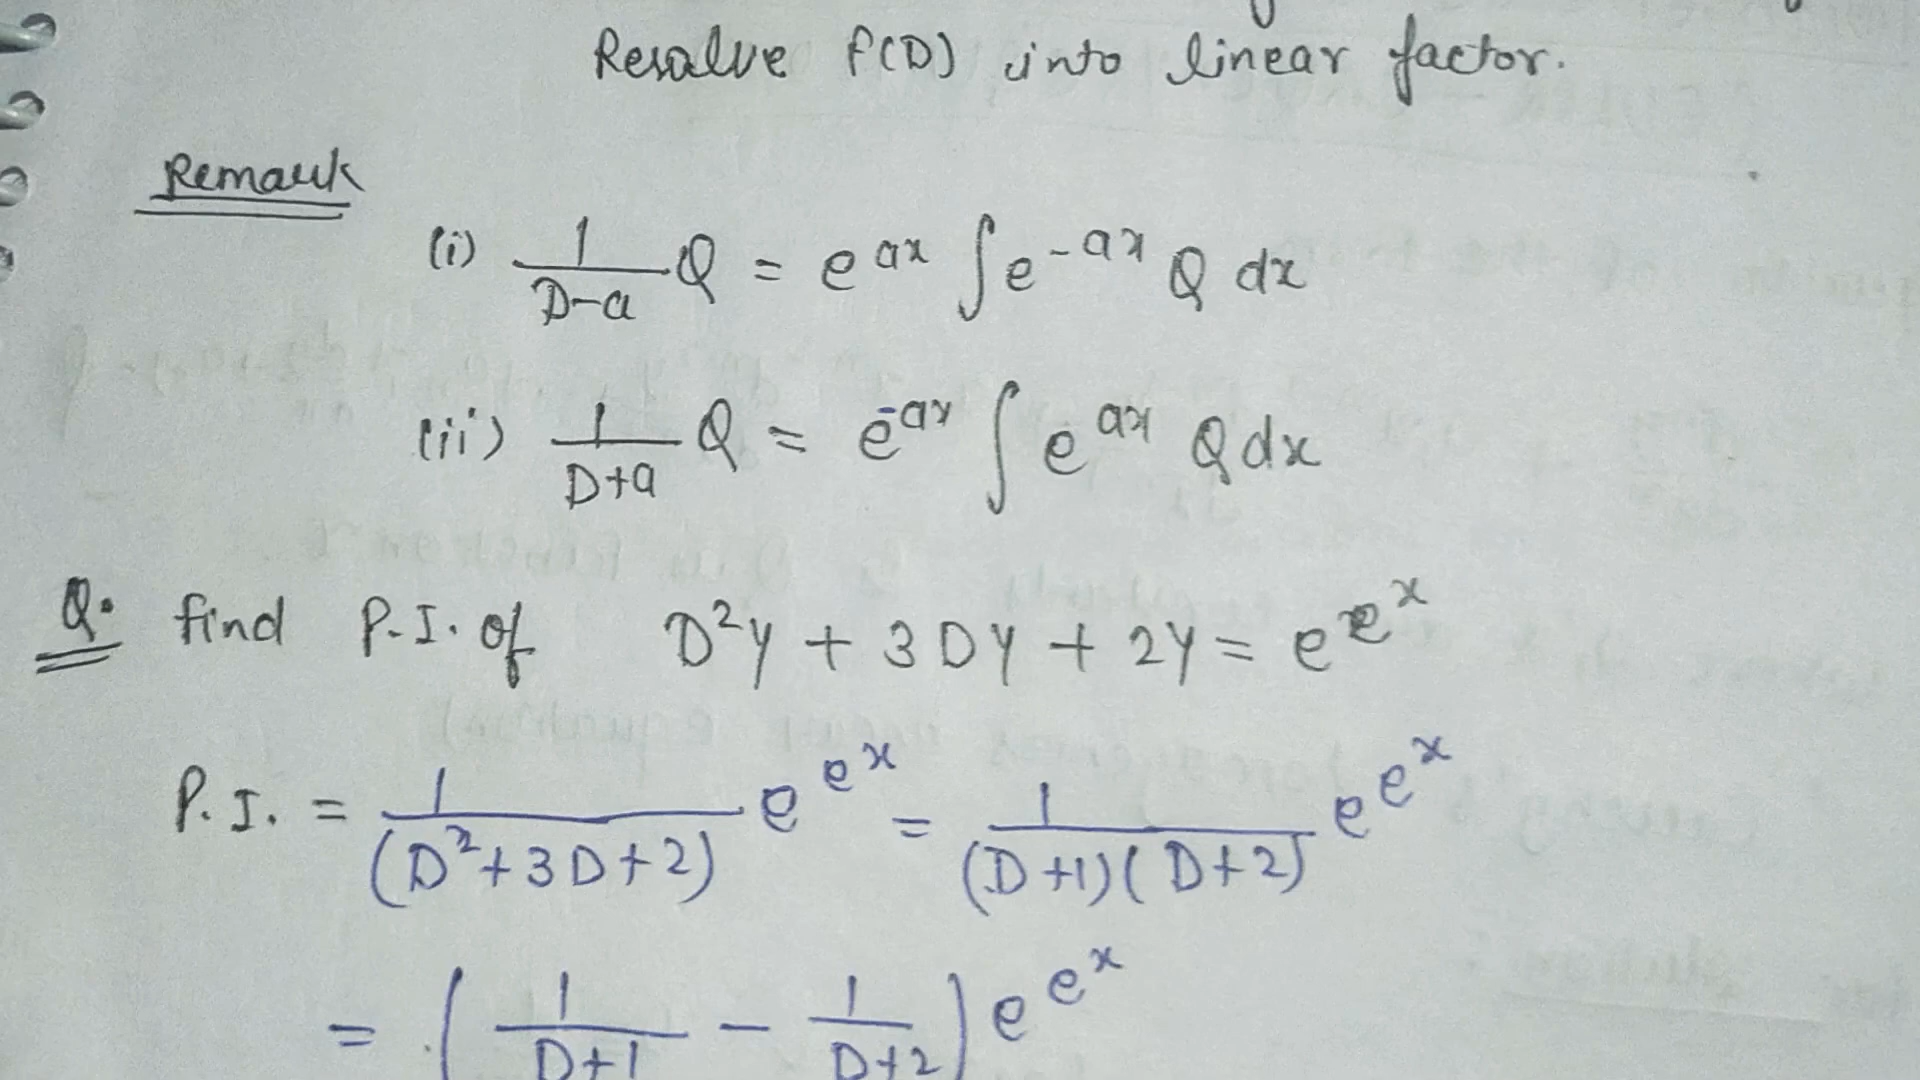 Resolve f(D) into linear factor.
Remark
(i) 1/(D-a) Q = e^{ax} ∫ e^{-ax} Q dx
(ii) 1/(D+a) Q = e^{-ax} ∫ e^{ax} Q dx
Q. find P.I. of D²y + 3Dy + 2y = e^{e^x}
P.I. = 1/(D²+3D+2) e^{e^x} = 1/((D+1)(D+2)) e^{e^x}
= (1/(D+1) - 1/(D+2)) e^{e^x}